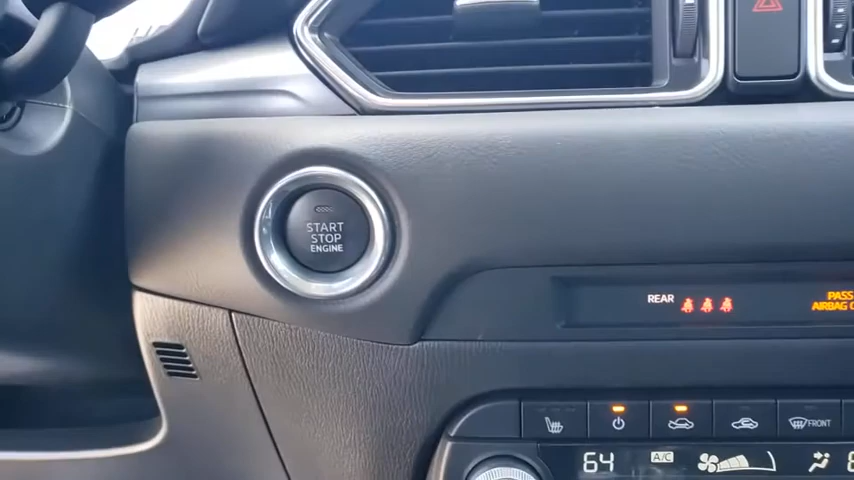 START
STOP
ENGINE
REAR
PASS
AIRBAG
FRONT
64
A/C